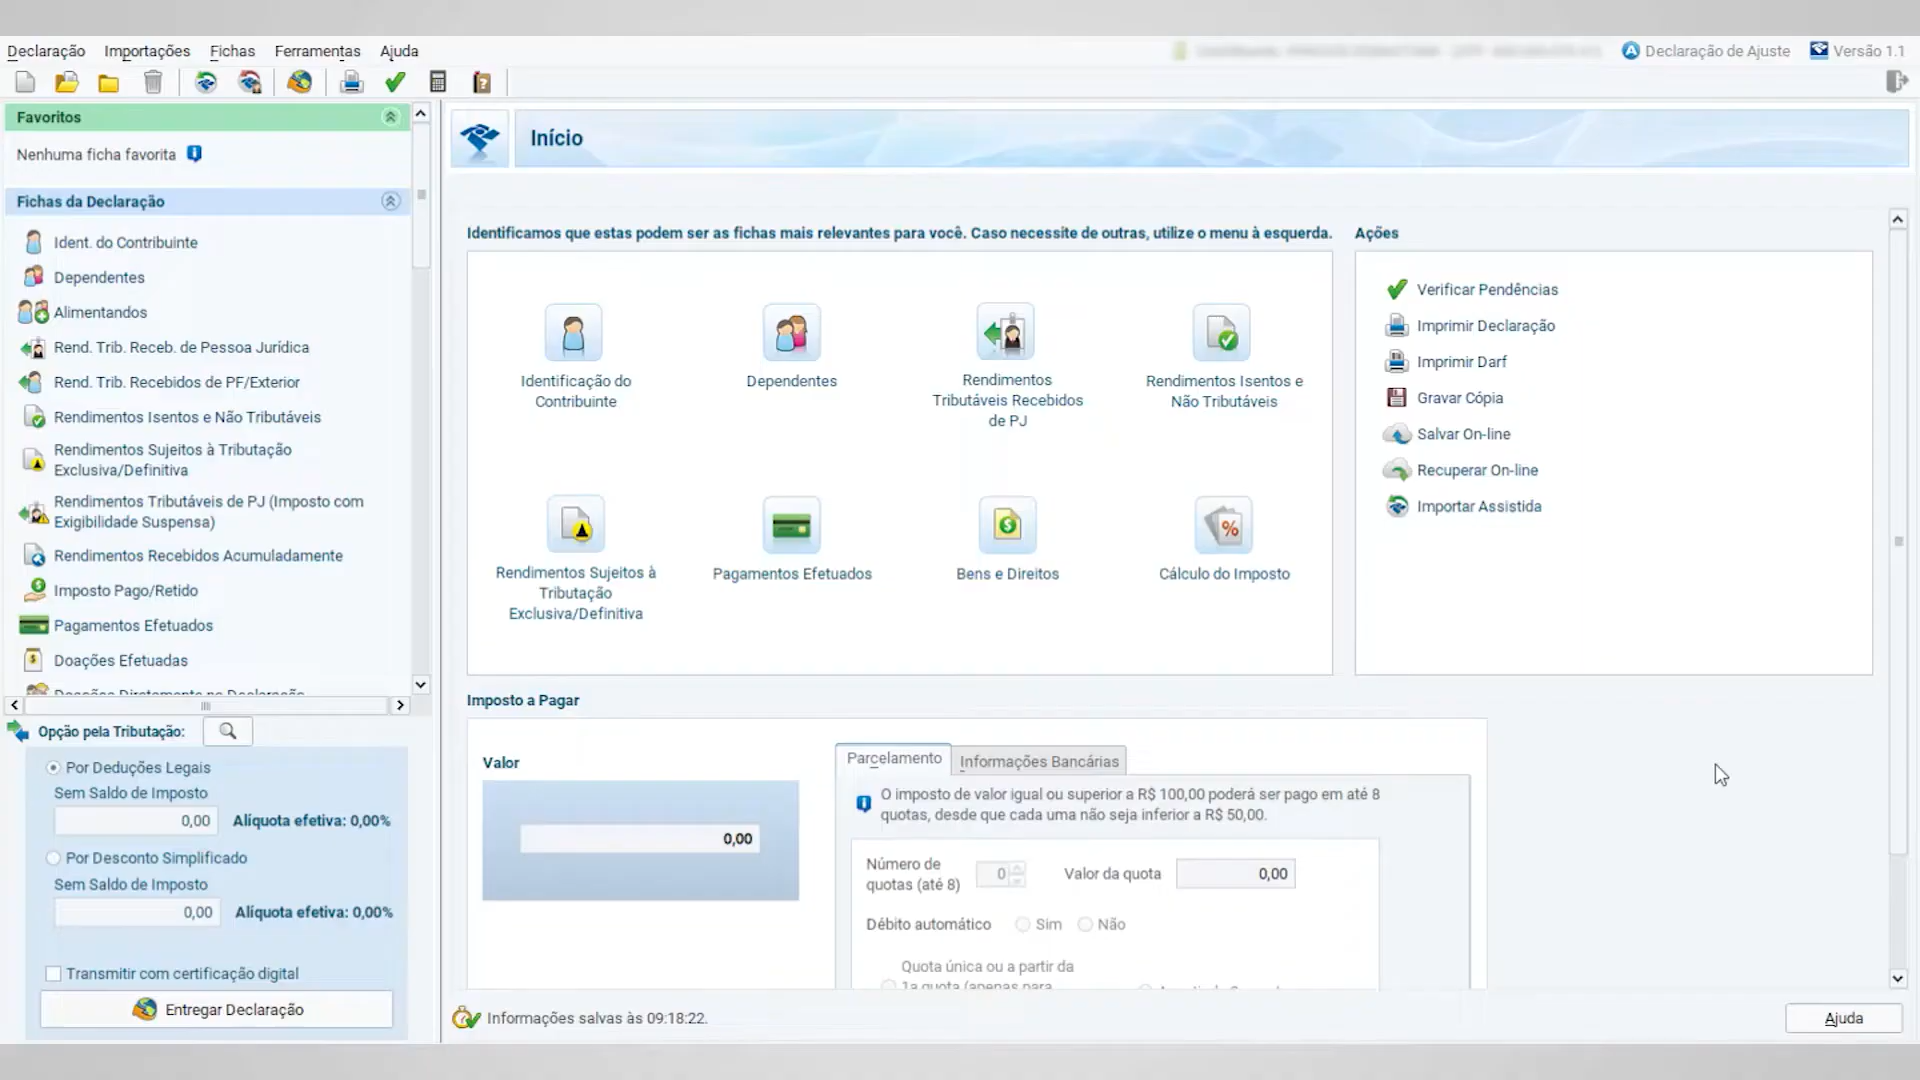 Declaração Importações Fichas Ferramentas Ajuda
Declaração de Ajuste Versão 1.1
Favoritos
Nenhuma ficha favorita
Fichas da Declaração
Ident. do Contribuinte
Dependentes
Alimentandos
Rend. Trib. Receb. de Pessoa Jurídica
Rend. Trib. Recebidos de PF/Exterior
Rendimentos Isentos e Não Tributáveis
Rendimentos Sujeitos à Tributação
Exclusiva/Definitiva
Rendimentos Tributáveis de PJ (Imposto com
Exigibilidade Suspensa)
Rendimentos Recebidos Acumuladamente
Imposto Pago/Retido
Pagamentos Efetuados
Doações Efetuadas
Doações Diretamente na Declaração
Opção pela Tributação:
Por Deduções Legais
Sem Saldo de Imposto
0,00 Alíquota efetiva: 0,00%
Por Desconto Simplificado
Sem Saldo de Imposto
0,00 Alíquota efetiva: 0,00%
Transmitir com certificação digital
Entregar Declaração
Início
Identificamos que estas podem ser as fichas mais relevantes para você. Caso necessite de outras, utilize o menu à esquerda.
Identificação do
Contribuinte
Dependentes
Rendimentos
Tributáveis Recebidos
de PJ
Rendimentos Isentos e
Não Tributáveis
Rendimentos Sujeitos à
Tributação
Exclusiva/Definitiva
Pagamentos Efetuados
Bens e Direitos
Cálculo do Imposto
Ações
Verificar Pendências
Imprimir Declaração
Imprimir Darf
Gravar Cópia
Salvar On-line
Recuperar On-line
Importar Assistida
Imposto a Pagar
Valor
0,00
Parcelamento Informações Bancárias
O imposto de valor igual ou superior a R$ 100,00 poderá ser pago em até 8
quotas, desde que cada uma não seja inferior a R$ 50,00.
Número de
quotas (até 8) 0 Valor da quota 0,00
Débito automático Sim Não
Quota única ou a partir da
1a quota (apenas para
Informações salvas às 09:18:22.
Ajuda